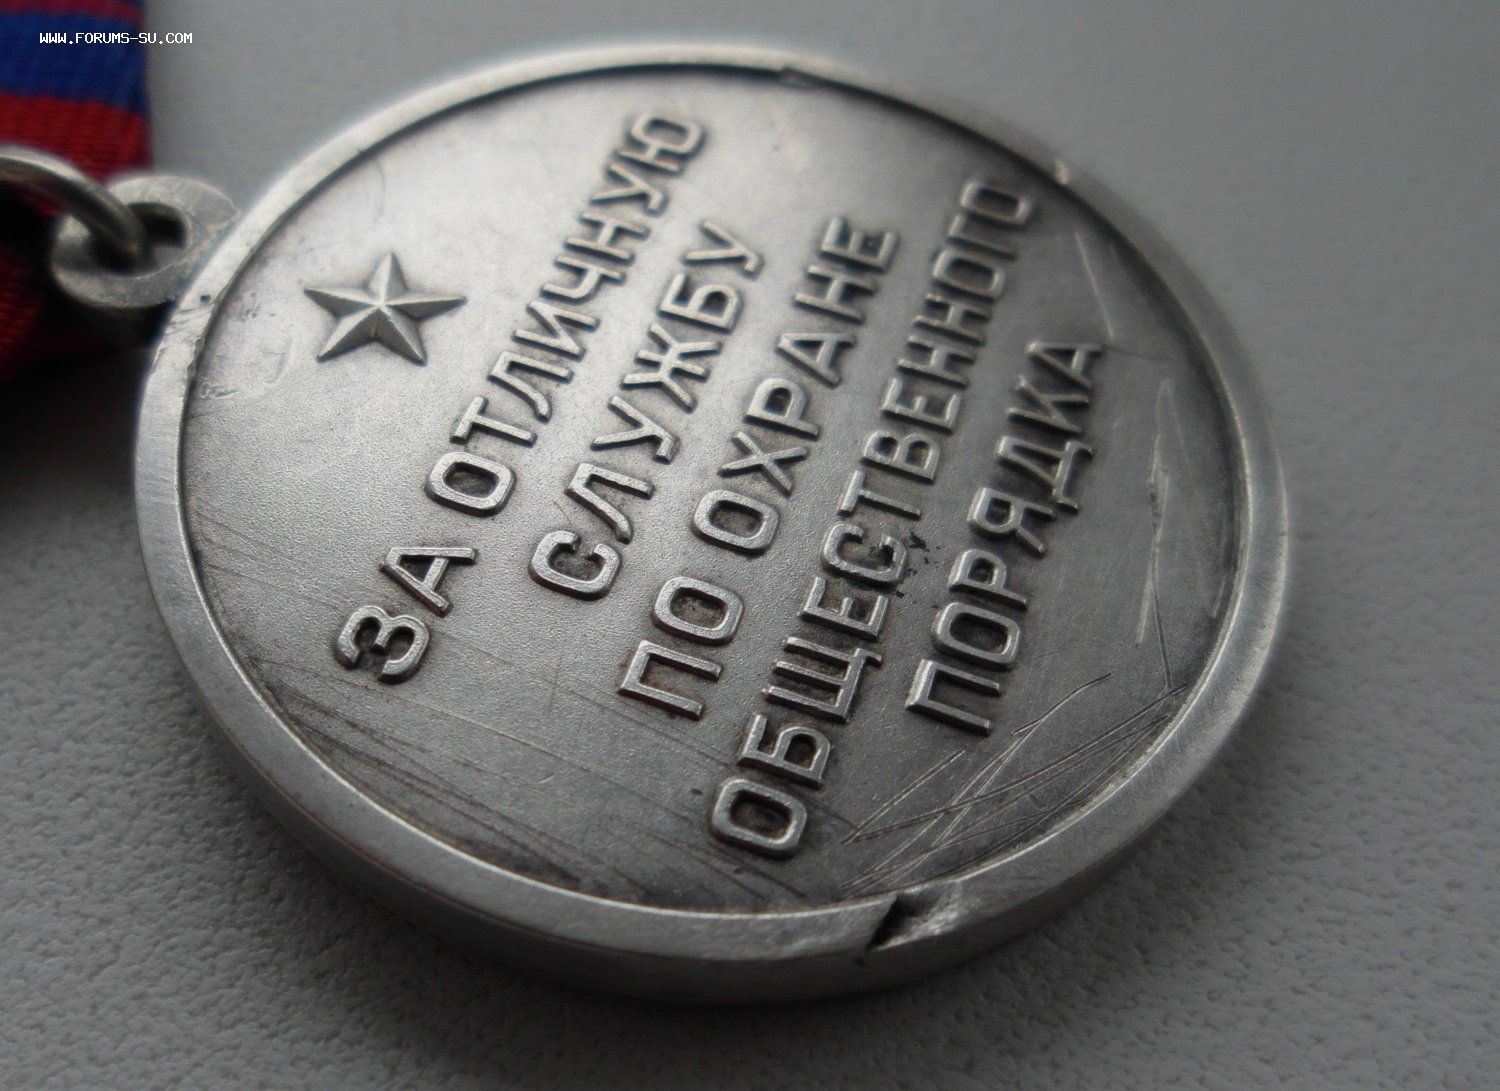 WWW.FORUMS-SU.COM
ЗА ОТЛИЧНУЮ
СЛУЖБУ
ПО ОХРАНЕ
ОБЩЕСТВЕННОГО
ПОРЯДКА